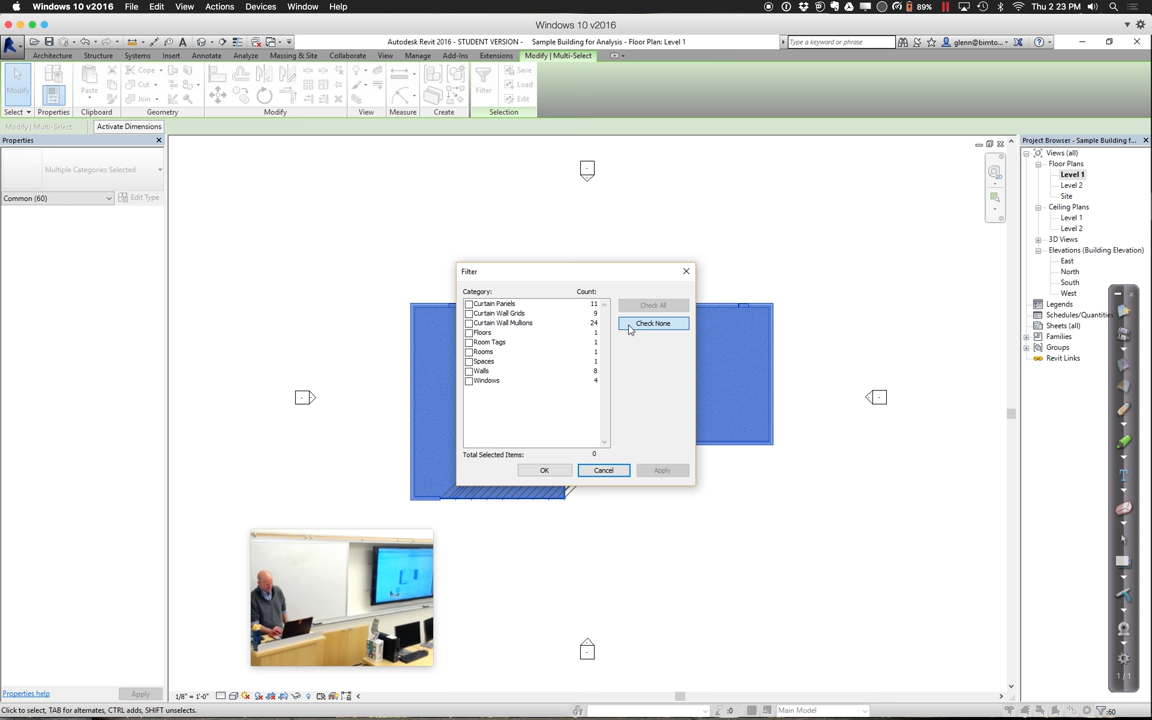 Windows 10 v2016 File Edit View Actions Devices Window Help 89% Thu 2 23 PM
Windows 10 v2016
Autodesk Revit 2016 - STUDENT VERSION - Sample Building for Analysis - Floor Plan: Level 1 Type a keyword or phrase glenn@bimto...
Architecture Structure Systems Insert Annotate Analyze Massing & Site Collaborate View Manage Add-Ins Extensions Modify | Multi-Select
Cope Save
Cut Load
Modify Paste Join Filter Edit
Select Properties Clipboard Geometry Modify View Measure Create Selection
Modify | Multi-Select Activate Dimensions
Properties
Multiple Categories Selected
Common (60) Edit Type
Project Browser - Sample Building f...
Views (all)
Floor Plans
Level 1
Level 2
Site
Ceiling Plans
Level 1
Level 2
3D Views
Elevations (Building Elevation)
East
North
South
West
Legends
Schedules/Quantities
Sheets (all)
Families
Groups
Revit Links
Filter
Category: Count:
Curtain Panels 11
Curtain Wall Grids 9
Curtain Wall Mullions 24
Floors 1
Room Tags 1
Rooms 1
Spaces 1
Walls 8
Windows 4
Check All
Check None
Total Selected Items: 0
OK Cancel Apply
1 / 1
Properties help Apply
1/8" = 1'-0"
Click to select, TAB for alternates, CTRL adds, SHIFT unselects. :0 Main Model :60